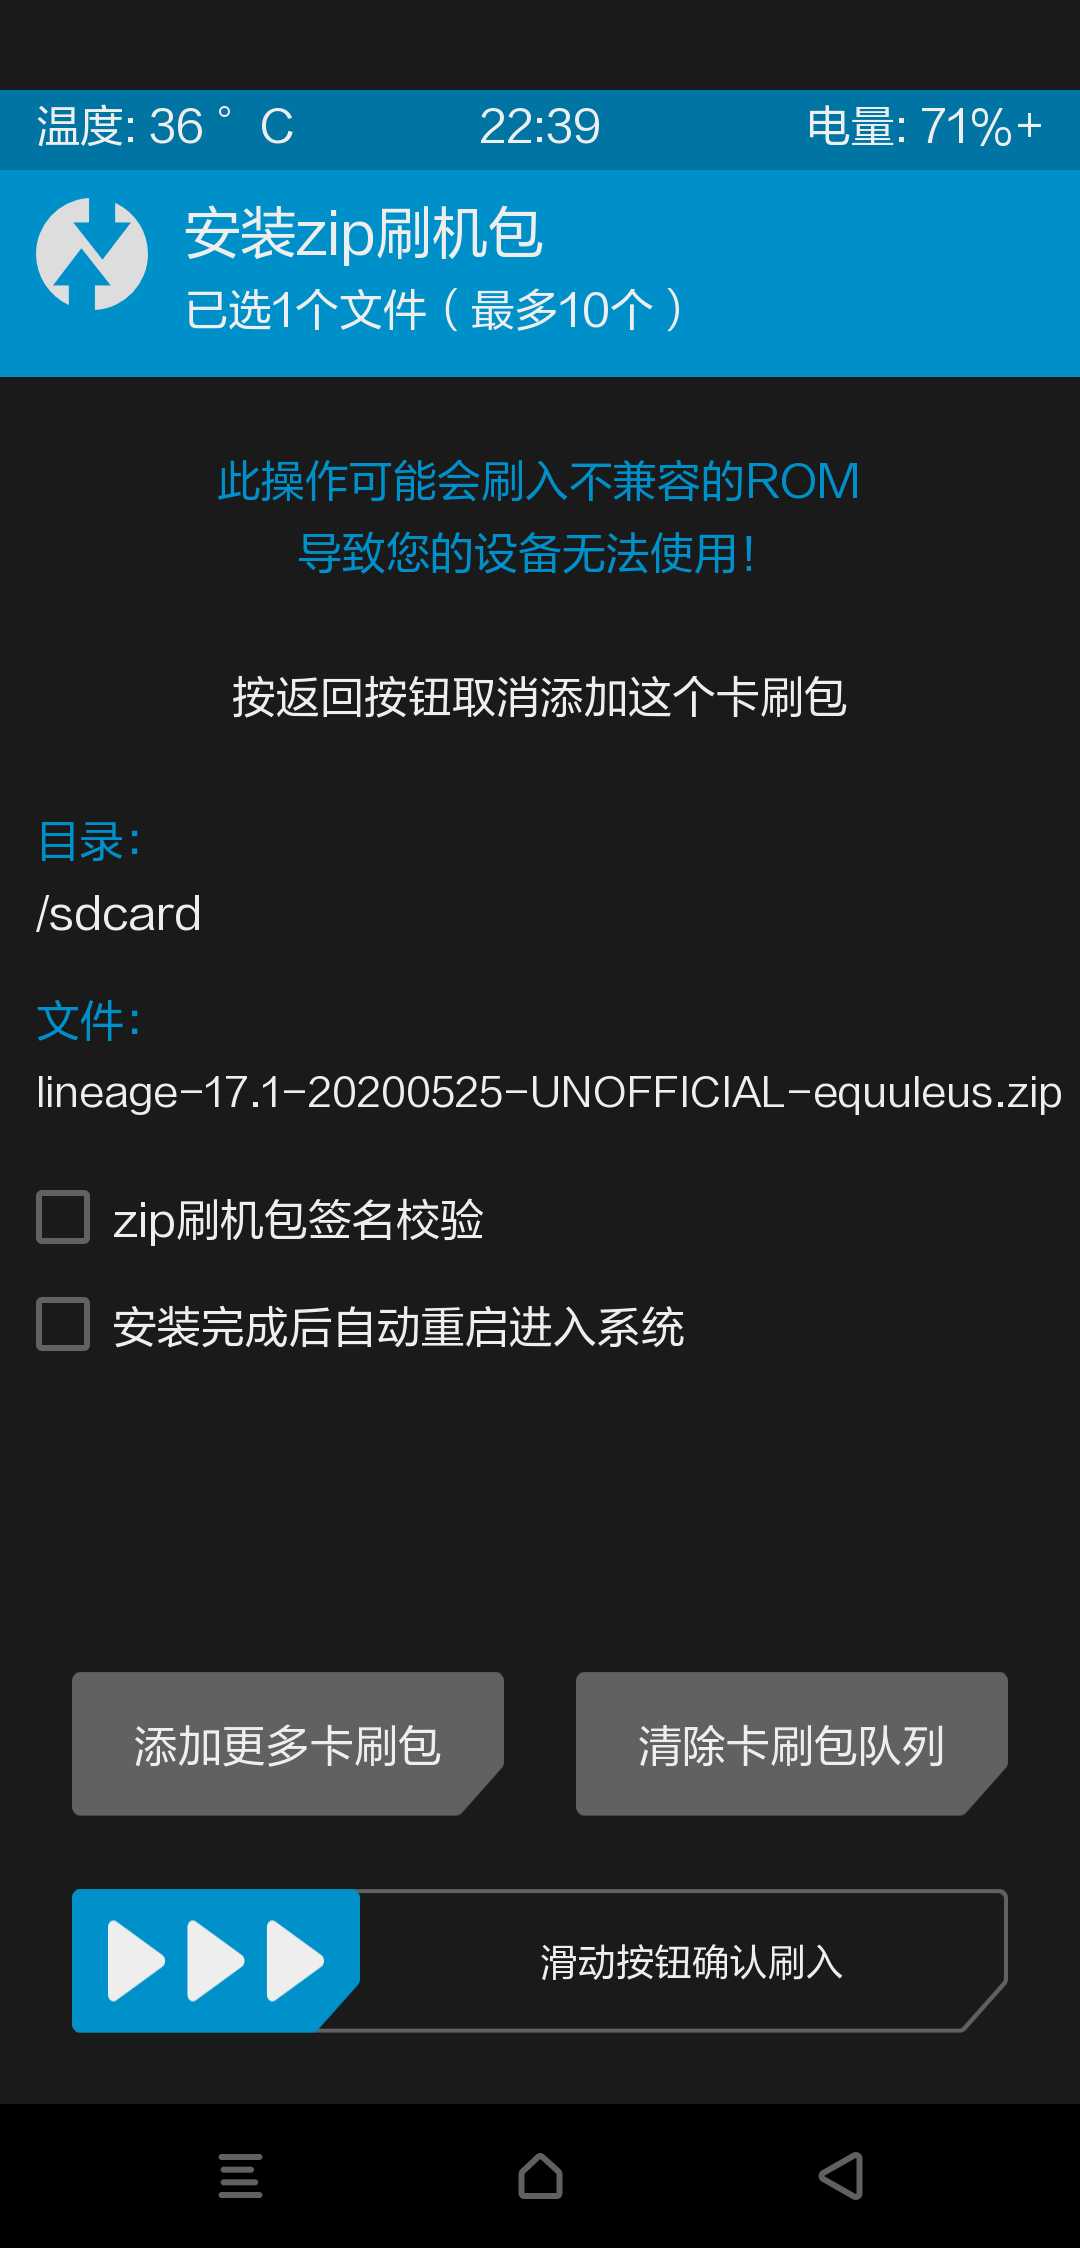 温度: 36 ° C 22:39 电量: 71%+
安装zip刷机包
已选1个文件（最多10个）
此操作可能会刷入不兼容的ROM
导致您的设备无法使用！
按返回按钮取消添加这个卡刷包
目录：
/sdcard
文件：
lineage-17.1-20200525-UNOFFICIAL-equuleus.zip
zip刷机包签名校验
安装完成后自动重启进入系统
添加更多卡刷包 清除卡刷包队列
滑动按钮确认刷入